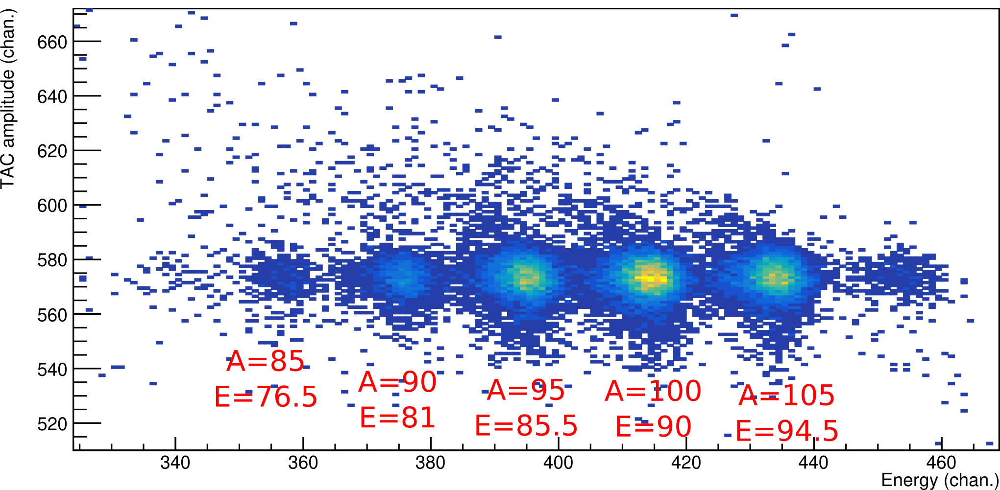 TAC amplitude (chan.)
660
640
620
600
580
560
540
520
A=85
E=76.5
A=90
E=81
A=95
E=85.5
A=100
E=90
A=105
E=94.5
340
360
380
400
420
440
460
Energy (chan.)